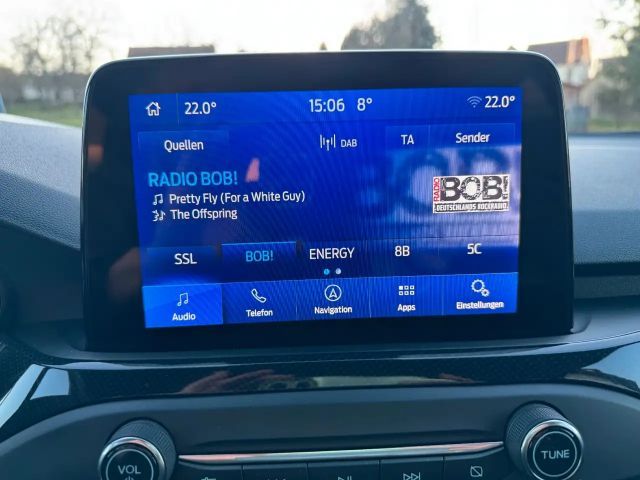 22.0° 15:06 8° 22.0°
Quellen DAB TA Sender
RADIO BOB!
Pretty Fly (For a White Guy)
The Offspring
RADIO BOB!
DEUTSCHLANDS ROCKRADIO
SSL BOB! ENERGY 8B 5C
Audio Telefon Navigation Apps Einstellungen
VOL TUNE